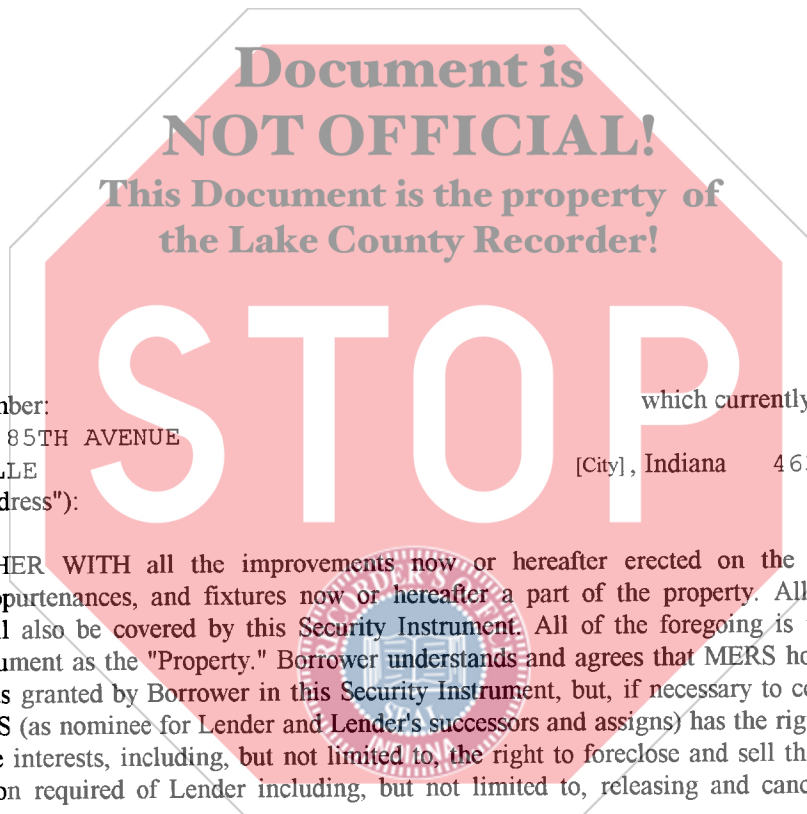 Document is
NOT OFFICIAL!
This Document is the property of
the Lake County Recorder!
STOP
nber: which currently
85TH AVENUE
LLE [City] , Indiana 46
dress"):
HER WITH all the improvements now or hereafter erected on the
ppurtenances, and fixtures now or hereafter a part of the property. All
l also be covered by this Security Instrument. All of the foregoing is
ument as the "Property." Borrower understands and agrees that MERS ho
s granted by Borrower in this Security Instrument, but, if necessary to c
S (as nominee for Lender and Lender's successors and assigns) has the rig
e interests, including, but not limited to, the right to foreclose and sell th
on required of Lender including, but not limited to, releasing and canc
SEAL
INDIANA